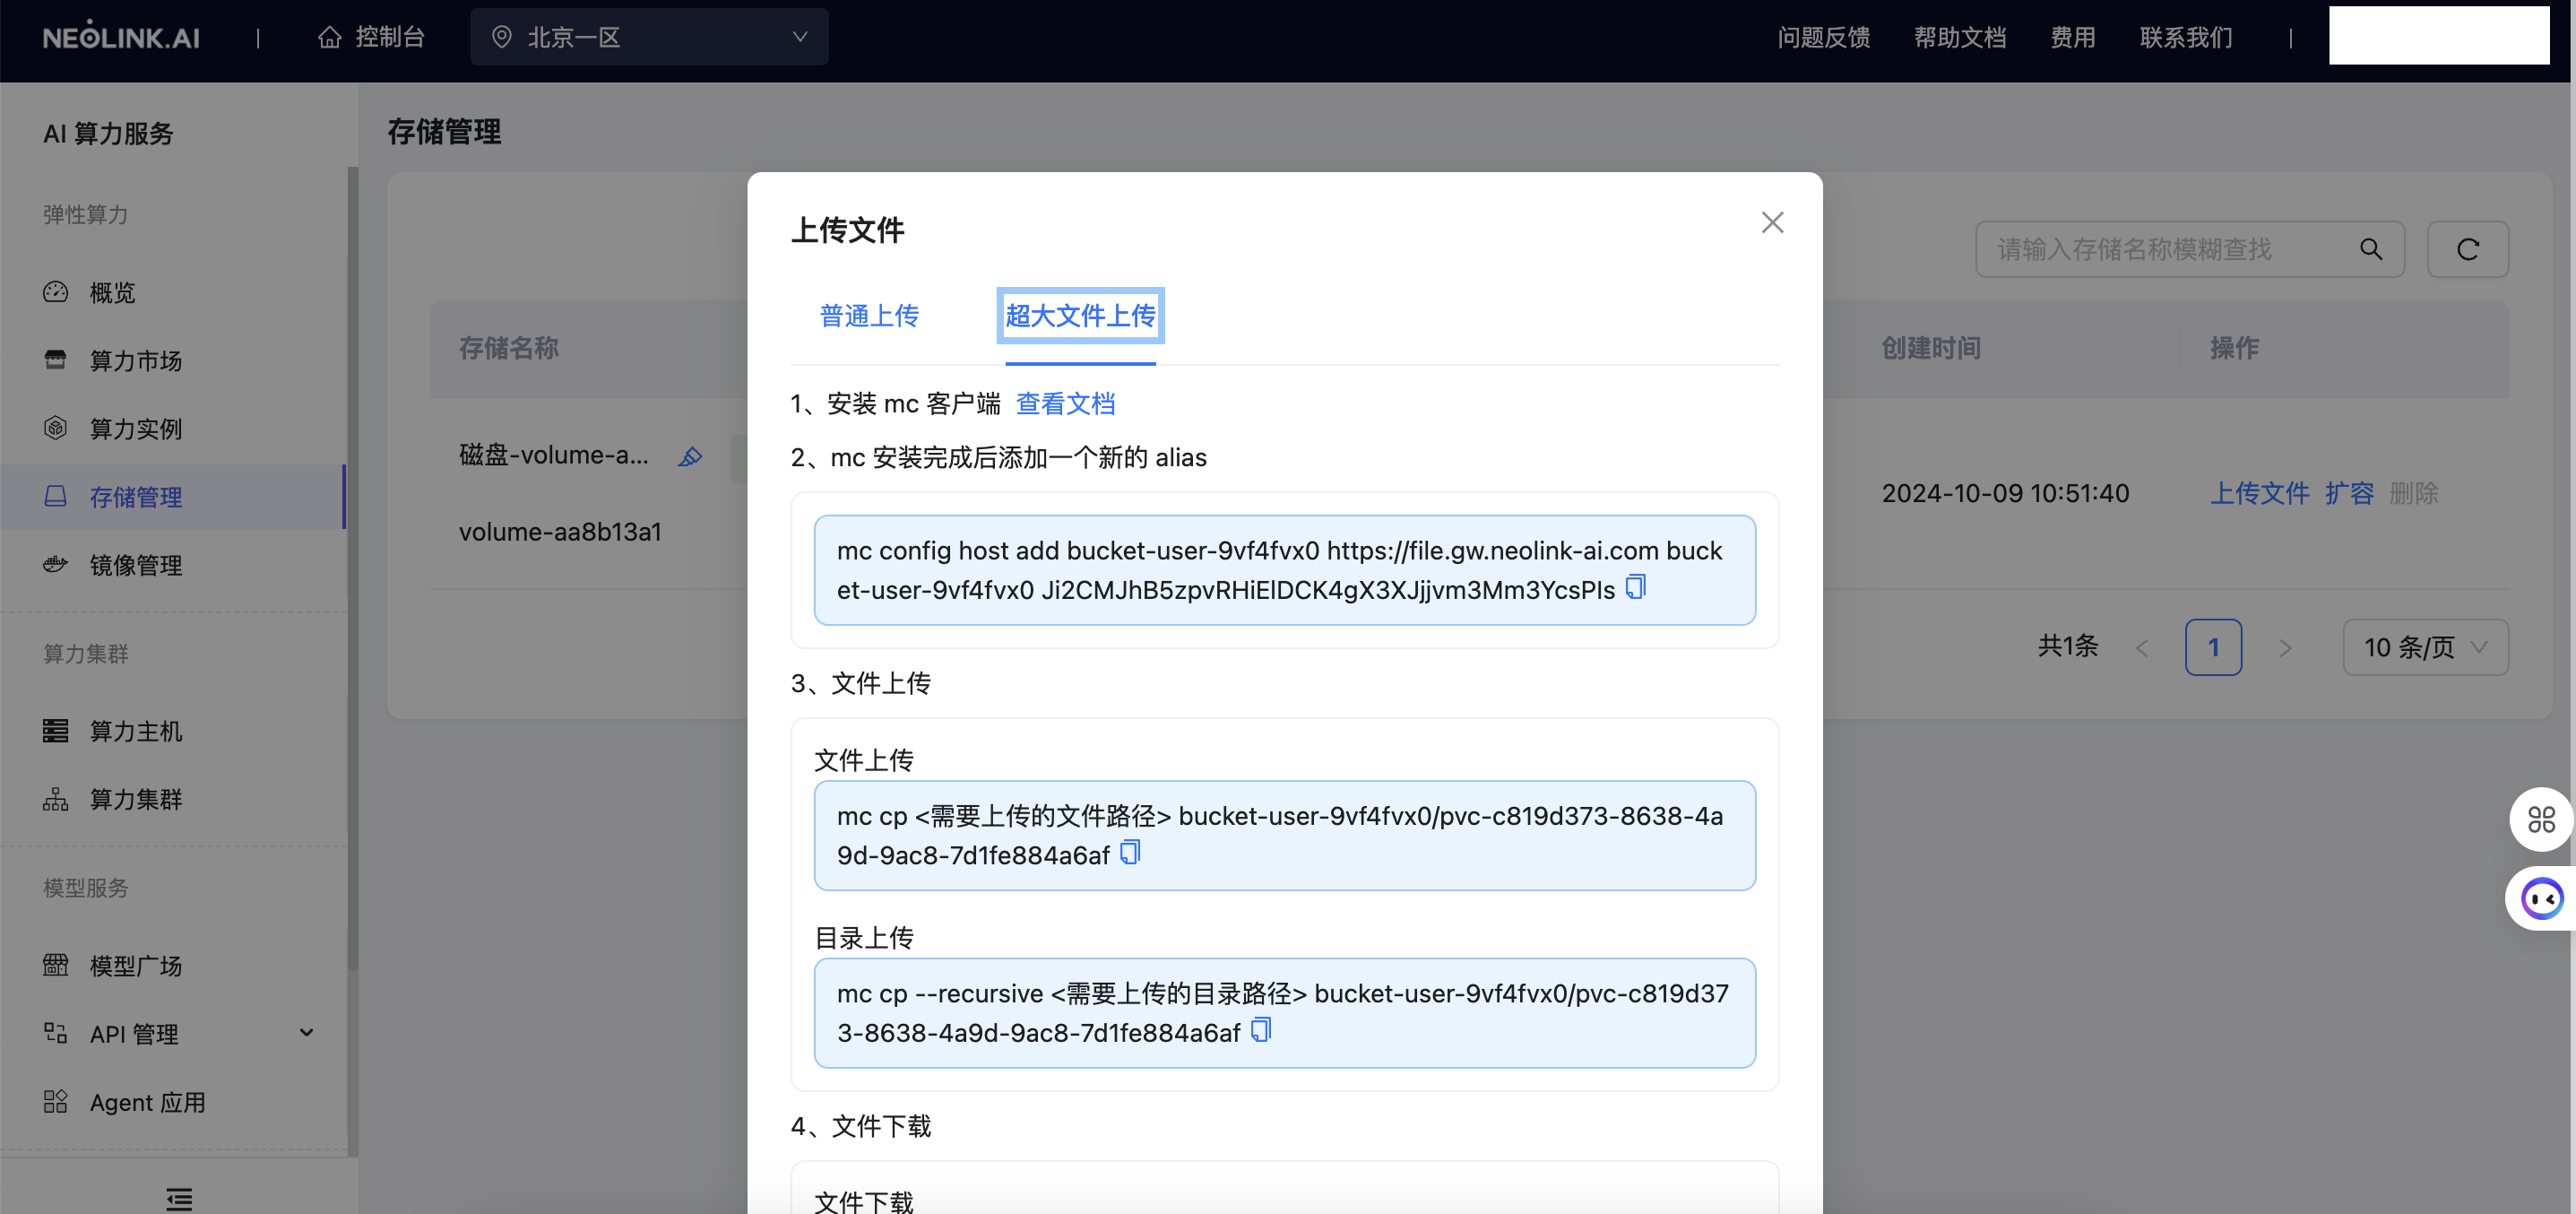 NEOLINK.AI
控制台
北京一区
问题反馈
帮助文档
费用
联系我们
AI 算力服务
弹性算力
概览
算力市场
算力实例
存储管理
镜像管理
算力集群
算力主机
算力集群
模型服务
模型广场
API 管理
Agent 应用
存储管理
请输入存储名称模糊查找
存储名称
创建时间
操作
磁盘-volume-a...
volume-aa8b13a1
2024-10-09 10:51:40
上传文件 扩容 删除
共1条
1
10 条/页
上传文件
普通上传
超大文件上传
1、安装 mc 客户端 查看文档
2、mc 安装完成后添加一个新的 alias
mc config host add bucket-user-9vf4fvx0 https://file.gw.neolink-ai.com buck
et-user-9vf4fvx0 Ji2CMJhB5zpvRHiElDCK4gX3XJjjvm3Mm3YcsPIs
3、文件上传
文件上传
mc cp <需要上传的文件路径> bucket-user-9vf4fvx0/pvc-c819d373-8638-4a
9d-9ac8-7d1fe884a6af
目录上传
mc cp --recursive <需要上传的目录路径> bucket-user-9vf4fvx0/pvc-c819d37
3-8638-4a9d-9ac8-7d1fe884a6af
4、文件下载
文件下载